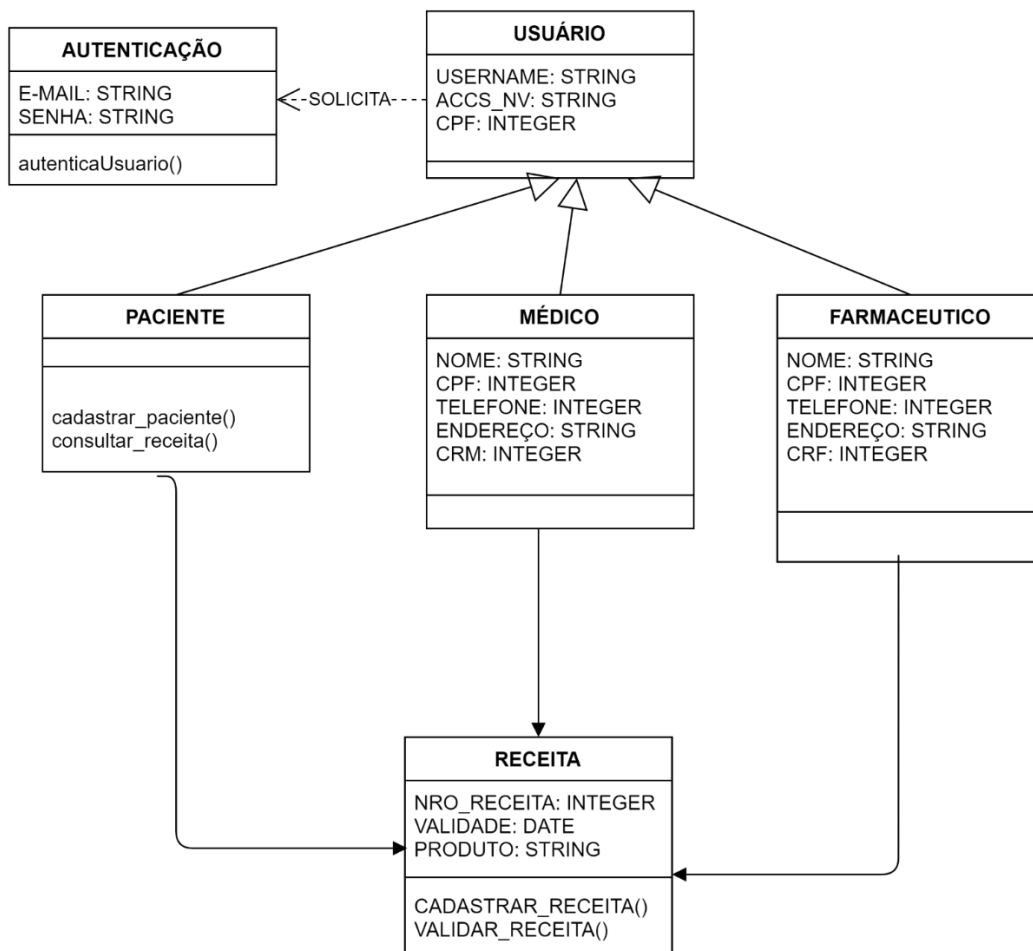 AUTENTICAÇÃO
E-MAIL: STRING
SENHA: STRING
autenticaUsuario()
SOLICITA
USUÁRIO
USERNAME: STRING
ACCS_NV: STRING
CPF: INTEGER
PACIENTE
cadastrar_paciente()
consultar_receita()
MÉDICO
NOME: STRING
CPF: INTEGER
TELEFONE: INTEGER
ENDEREÇO: STRING
CRM: INTEGER
FARMACEUTICO
NOME: STRING
CPF: INTEGER
TELEFONE: INTEGER
ENDEREÇO: STRING
CRF: INTEGER
RECEITA
NRO_RECEITA: INTEGER
VALIDADE: DATE
PRODUTO: STRING
CADASTRAR_RECEITA()
VALIDAR_RECEITA()